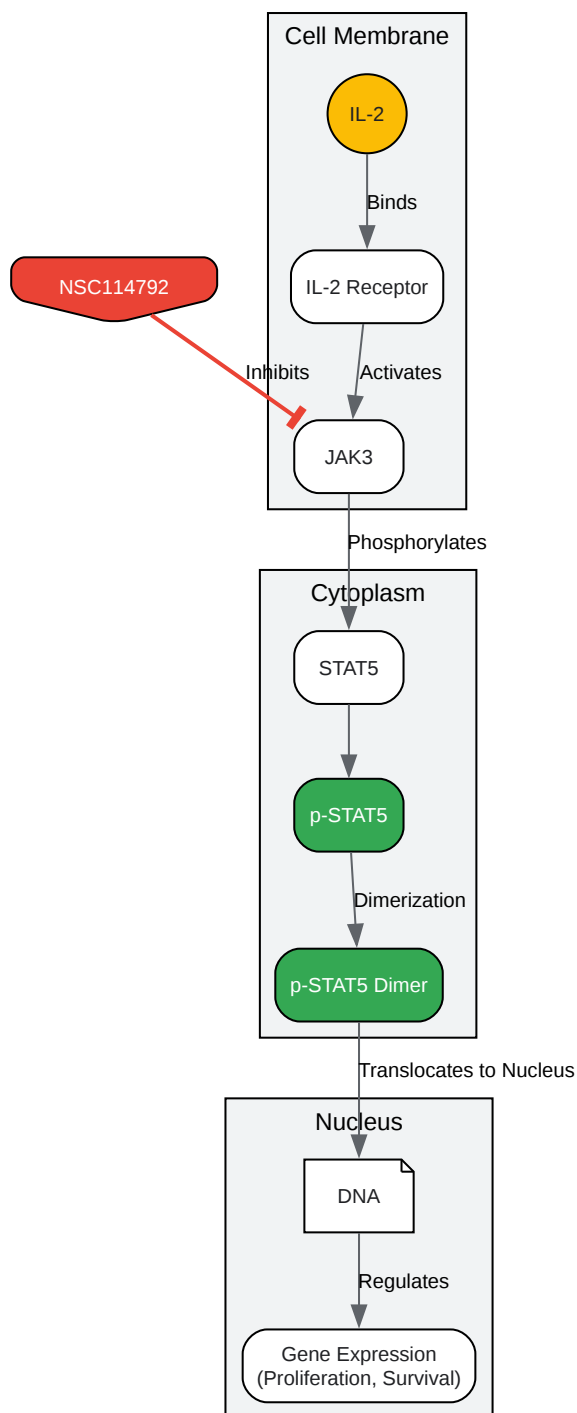 Cell Membrane
IL-2
Binds
NSC114792
IL-2 Receptor
Inhibits
Activates
JAK3
Phosphorylates
Cytoplasm
STAT5
p-STAT5
Dimerization
p-STAT5 Dimer
Translocates to Nucleus
Nucleus
DNA
Regulates
Gene Expression
(Proliferation, Survival)